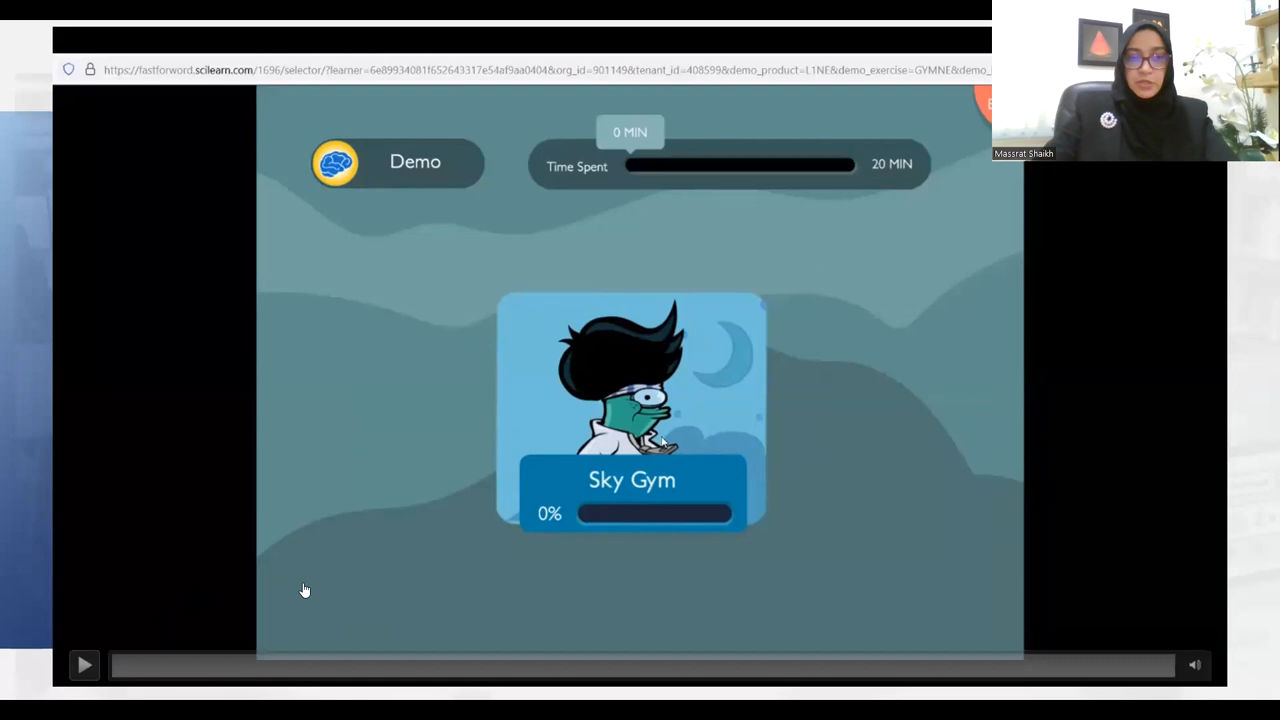 https://fastforword.scilearn.com/1696/selector/?learner=6e89934081f652643317e54af9aa0404&org_id=901149&tenant_id=408599&demo_product=L1NE&demo_exercise=GYMNE&demo_
0 MIN
Demo
Time Spent
20 MIN
Massrat Shaikh
Sky Gym
0%